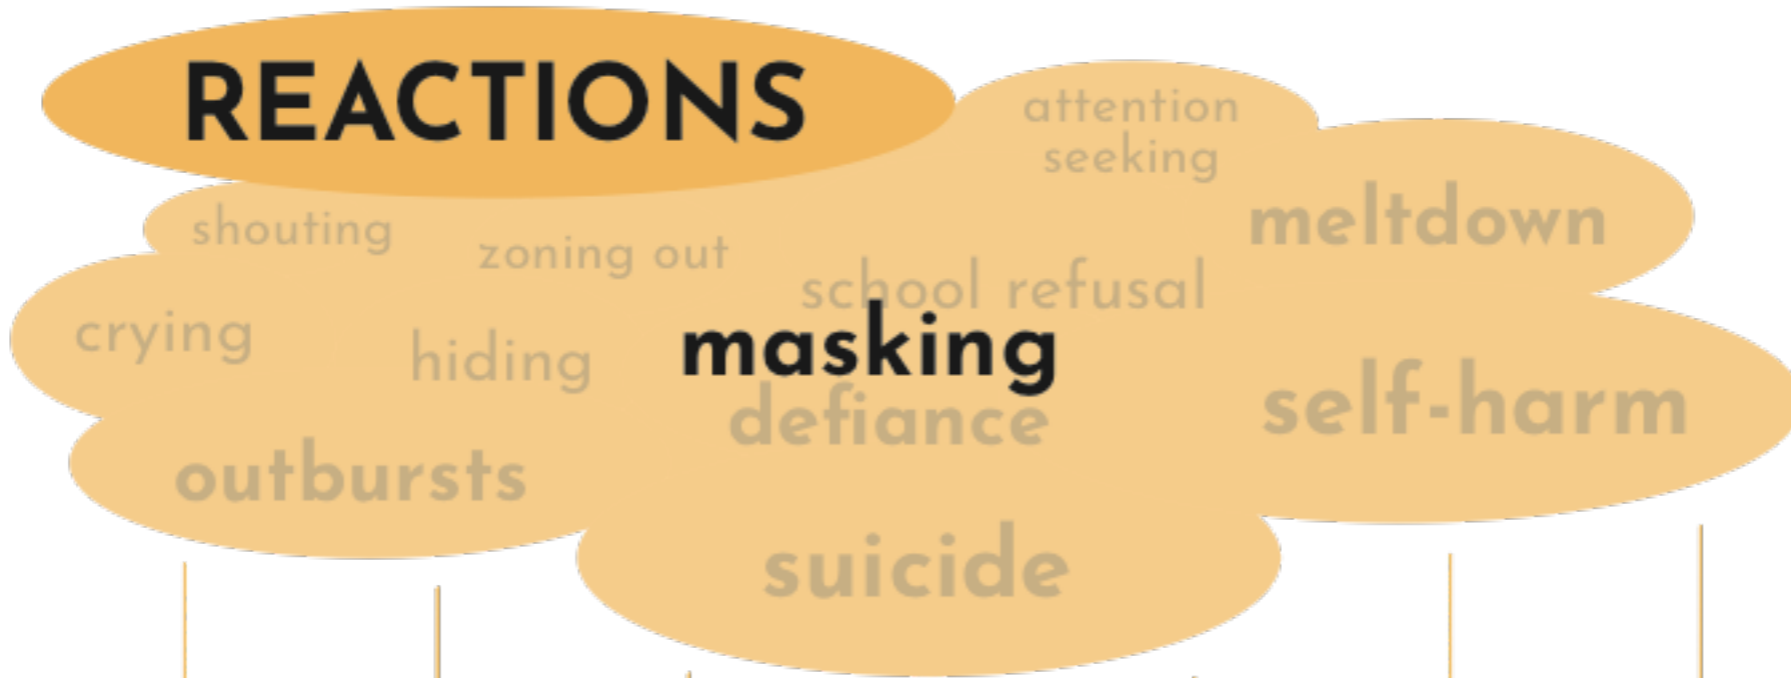 REACTIONS
attention
seeking
meltdown
shouting
zoning out
school refusal
crying
hiding
masking
self-harm
defiance
outbursts
suicide